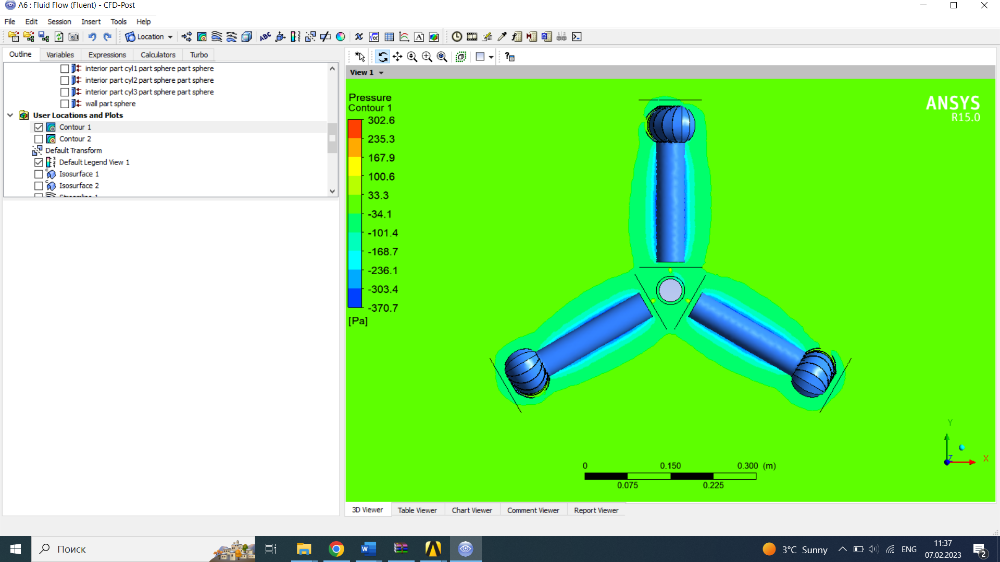 A6 : Fluid Flow (Fluent) - CFD-Post
File Edit Session Insert Tools Help
Location
Outline Variables Expressions Calculators Turbo
interior part cyl1 part sphere part sphere
interior part cyl2 part sphere part sphere
interior part cyl3 part sphere part sphere
wall part sphere
User Locations and Plots
Contour 1
Contour 2
Default Transform
Default Legend View 1
Isosurface 1
Isosurface 2
View 1
Pressure
Contour 1
302.6
235.3
167.9
100.6
33.3
-34.1
-101.4
-168.7
-236.1
-303.4
-370.7
[Pa]
ANSYS
R15.0
Y
X
Z
0 0.150 0.300 (m)
0.075 0.225
3D Viewer Table Viewer Chart Viewer Comment Viewer Report Viewer
Поиск
3°C Sunny
ENG
11:37
07.02.2023
2